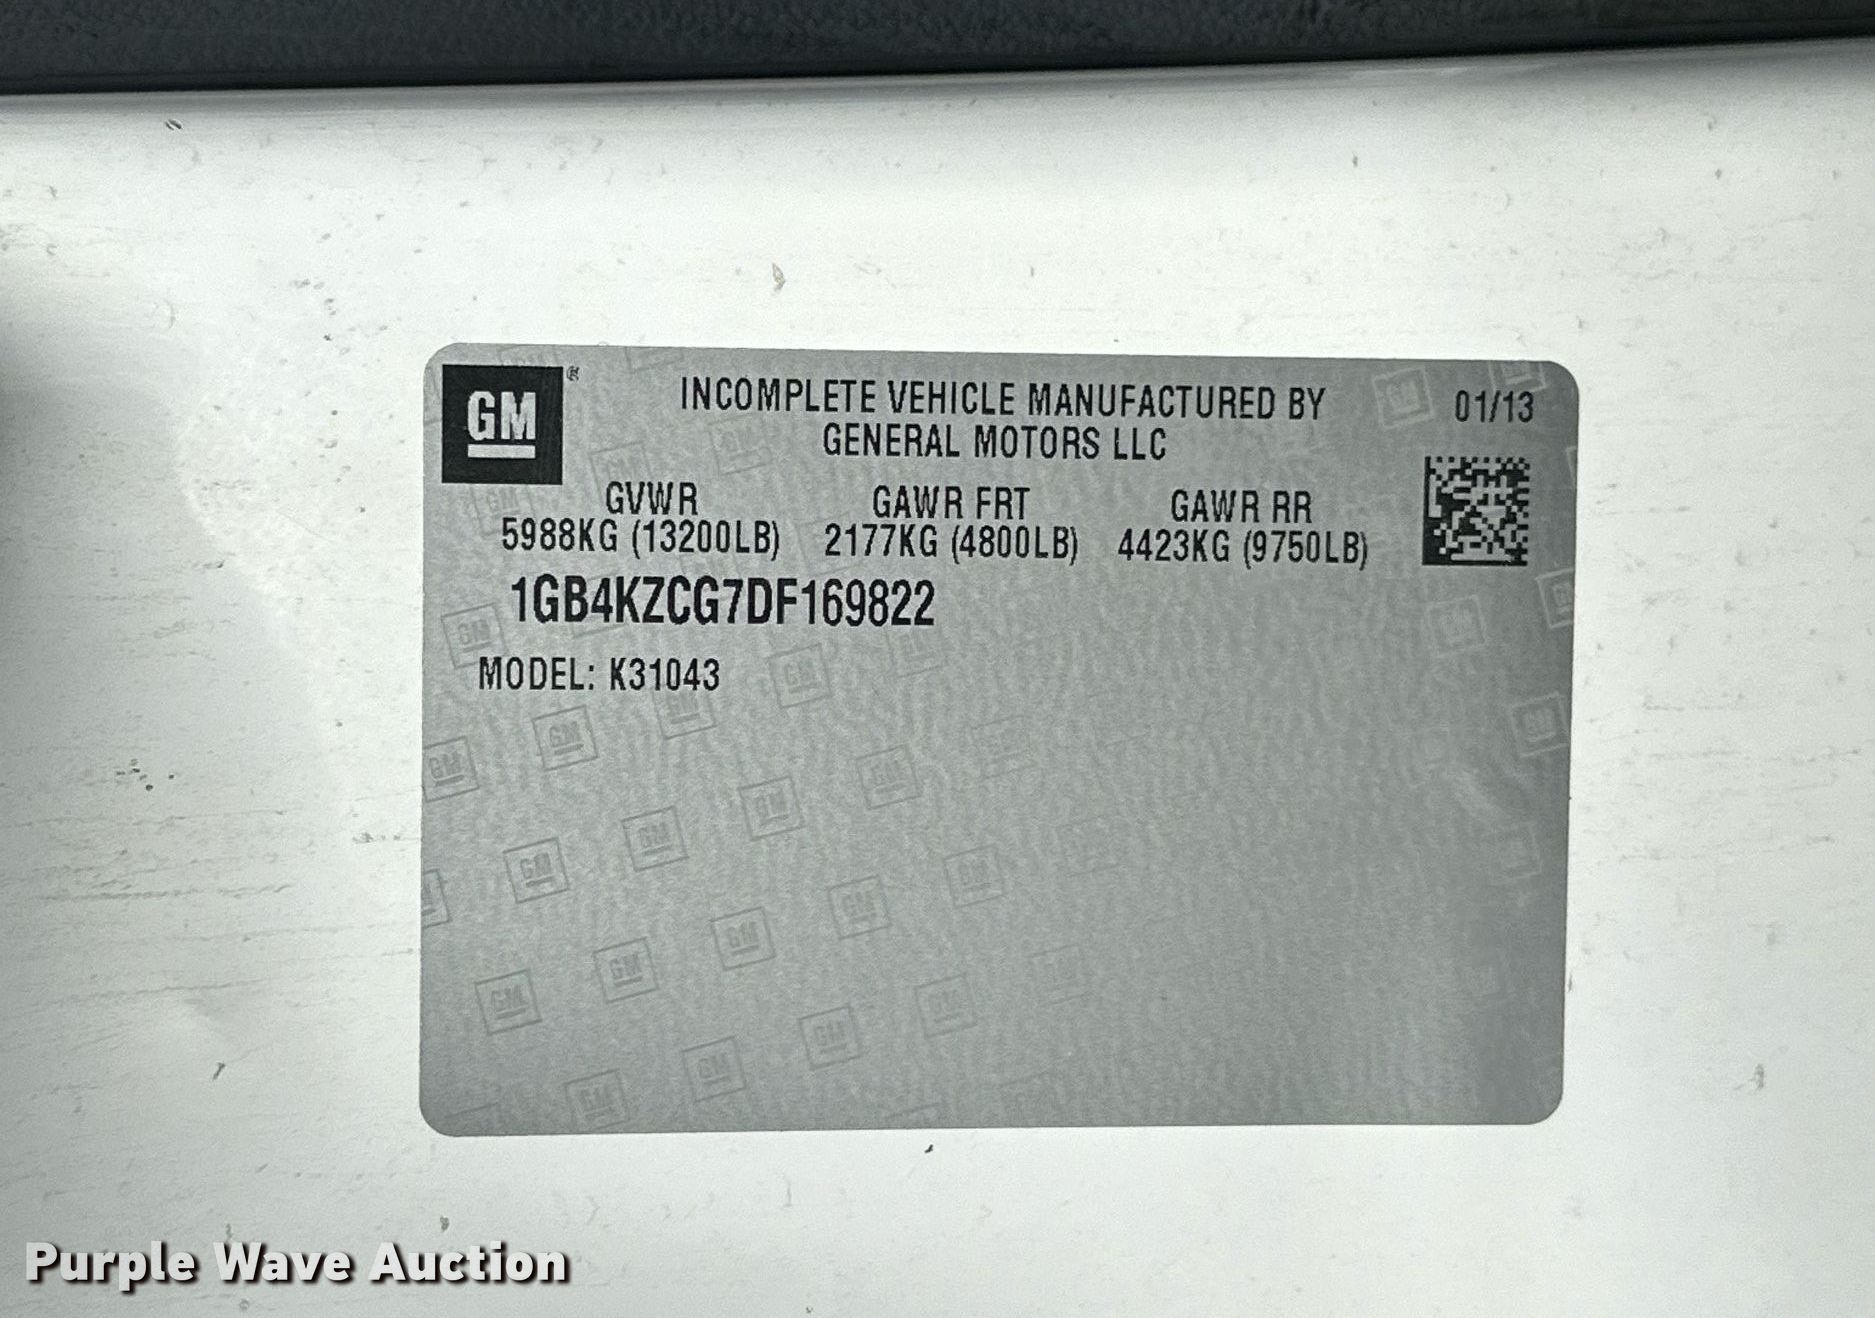 GM®
INCOMPLETE VEHICLE MANUFACTURED BY
GENERAL MOTORS LLC
01/13
GVWR GAWR FRT GAWR RR
5988KG (13200LB) 2177KG (4800LB) 4423KG (9750LB)
1GB4KZCG7DF169822
MODEL: K31043
Purple Wave Auction